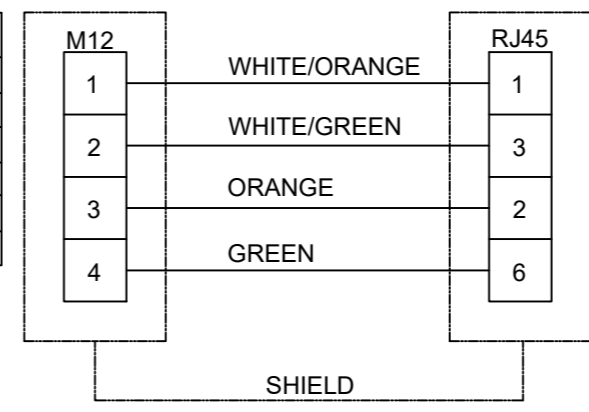 M12 RJ45
1 WHITE/ORANGE 1
2 WHITE/GREEN 3
3 ORANGE 2
4 GREEN 6
SHIELD